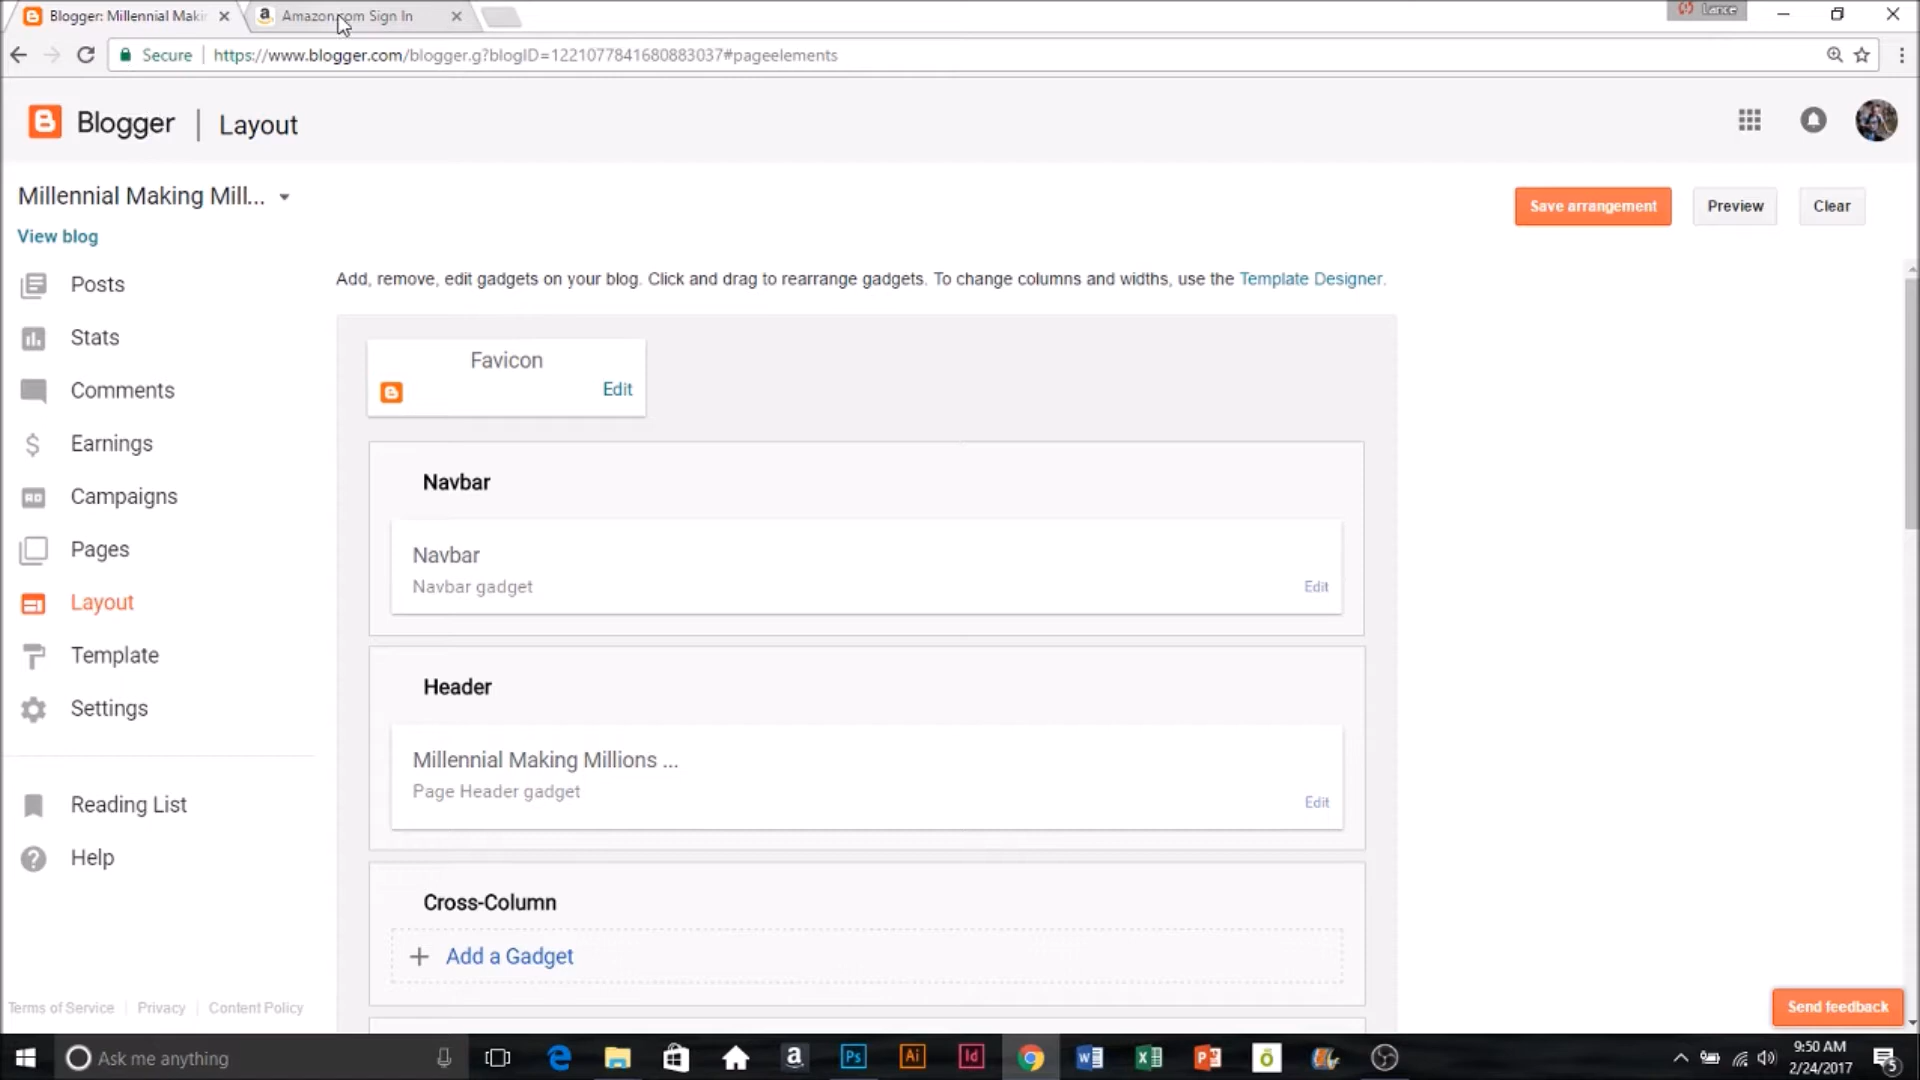 Blogger: Millennial Makin
Amazon.com Sign In
Lance
Secure
https://www.blogger.com/blogger.g?blogID=1221077841680883037#pageelements
Blogger | Layout
Millennial Making Mill...
View blog
Save arrangement
Preview
Clear
Posts
Stats
Comments
Earnings
Campaigns
Pages
Layout
Template
Settings
Reading List
Help
Terms of Service
Privacy
Content Policy
Add, remove, edit gadgets on your blog. Click and drag to rearrange gadgets. To change columns and widths, use the Template Designer.
Favicon
Edit
Navbar
Navbar
Navbar gadget
Edit
Header
Millennial Making Millions ...
Page Header gadget
Edit
Cross-Column
+ Add a Gadget
Send feedback
Ask me anything
9:50 AM
2/24/2017
5